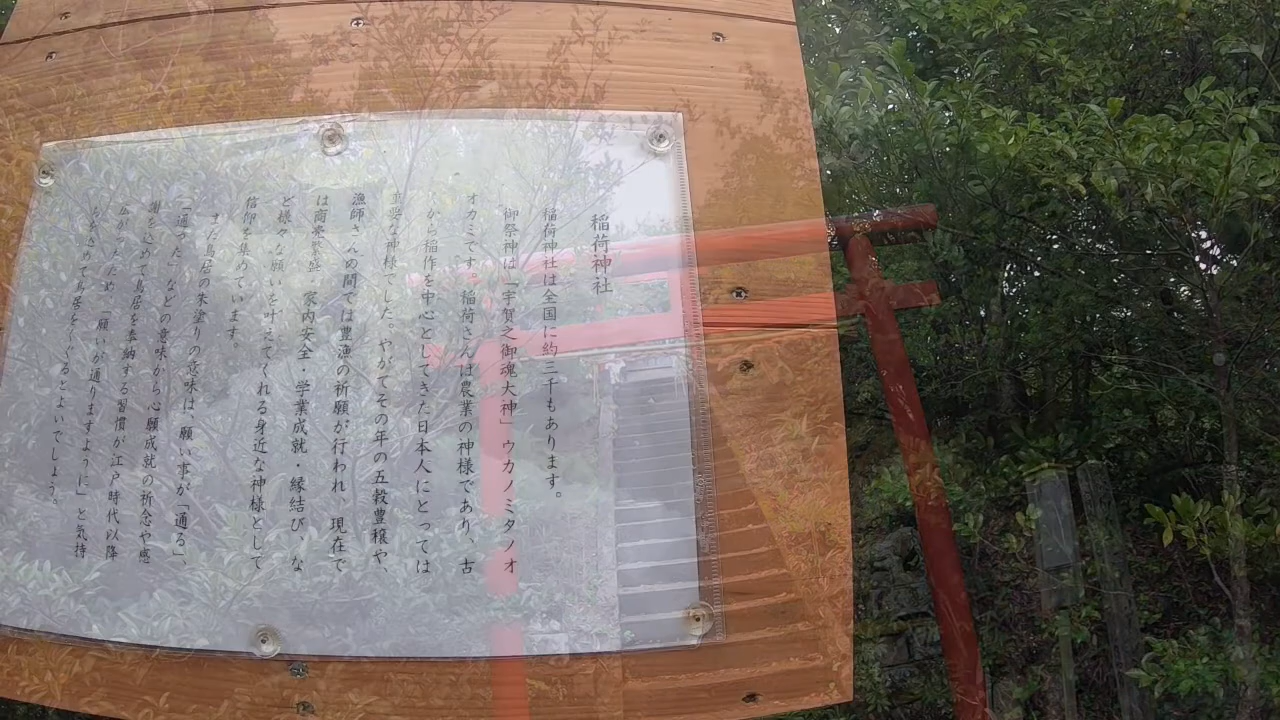 稲荷神社
稲荷神社は全国に約三千もあります。
御祭神は「宇賀之御魂大神」ウカノミタノオ
オカミです。稲荷さんは農業の神様であり、古
から稲作を中心としてきた日本人にとっては
重要な神様でした。やがてその年の五穀豊穣や、
漁師さんの間では豊漁の祈願が行われ、現在で
は商売繁盛 家内安全・学業成就・縁結び、な
ど様々な願いを叶えてくれる身近な神様として
信仰を集めています。
また鳥居の朱塗りの意味は、願い事が「通る」、
「通った」などの意味から心願成就の祈念や感
謝を込めて鳥居を奉納する習慣が江戸時代以降
広がったため、「願いが通りますように」と気持
ちをこめて鳥居をくぐるとよいでしょう。